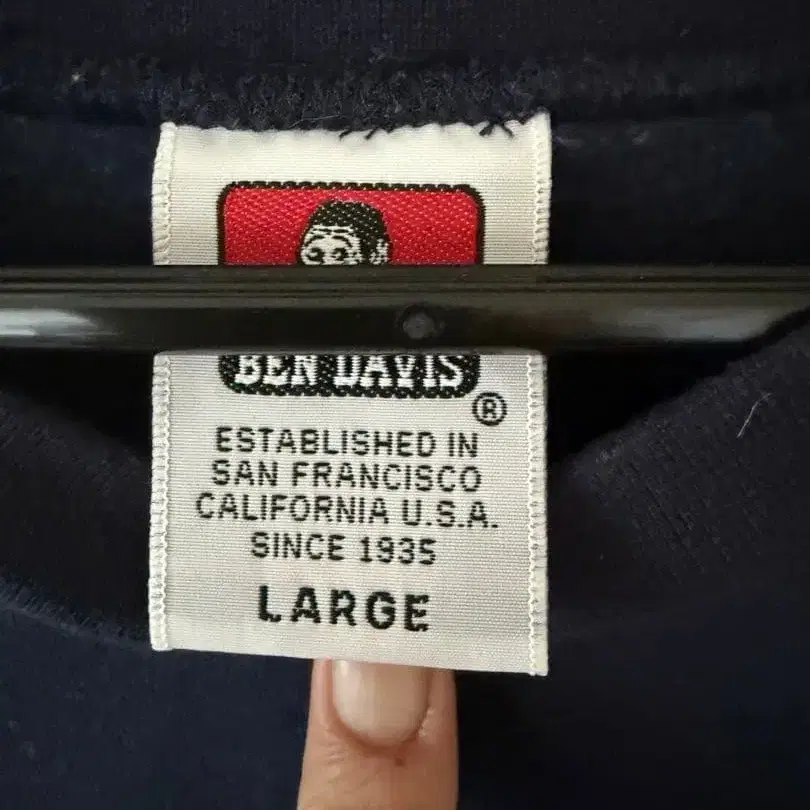 BEN DAVIS
®
ESTABLISHED IN
SAN FRANCISCO
CALIFORNIA U.S.A.
SINCE 1935
LARGE